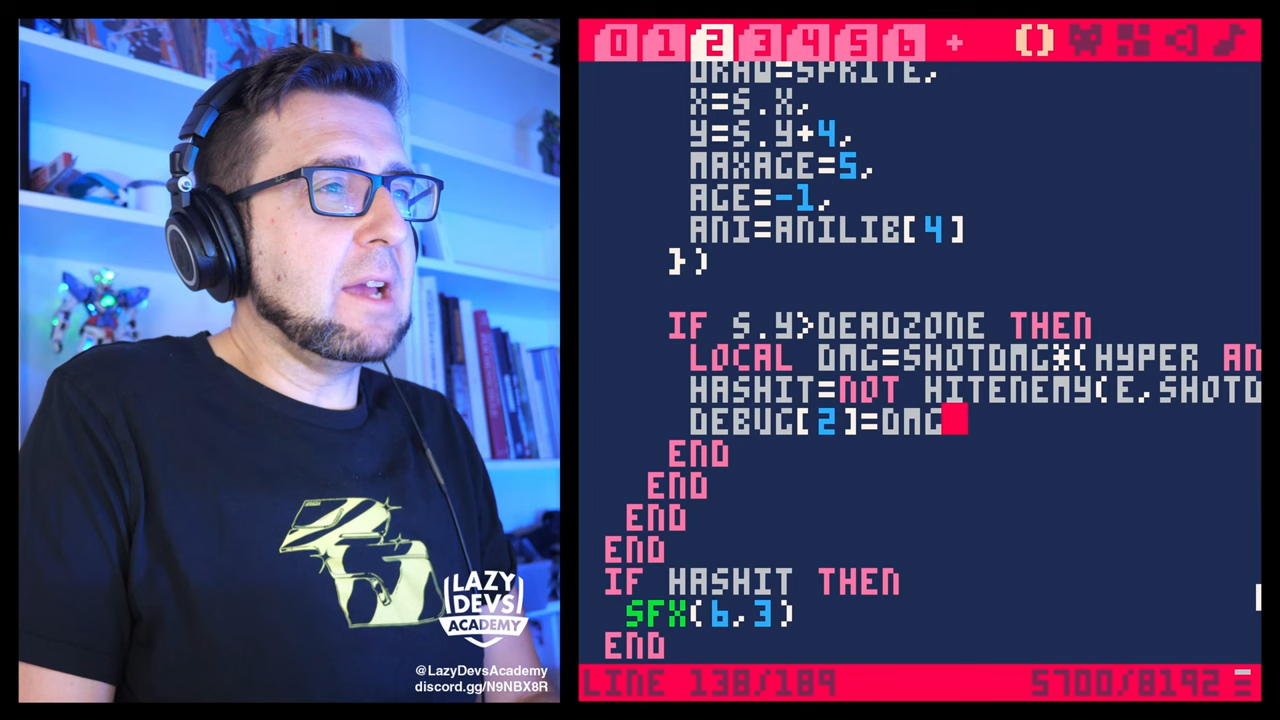 0 1 2 3 4 5 6 + ()
DRAW=SPRITE,
X=S.X,
Y=S.Y+4,
MAXAGE=5,
AGE=-1,
ANI=ANILIB[4]
})
IF S.Y>DEADZONE THEN
LOCAL DMG=SHOTDMG*(HYPER AN
HASHIT=NOT HITENEMY(E,SHOTD
DEBUG[2]=DMG
END
END
END
END
IF HASHIT THEN
SFX(6,3)
END
LINE 138/189 5700/8192
LAZY
DEVS
ACADEMY
@LazyDevsAcademy
discord.gg/N9NBX8R